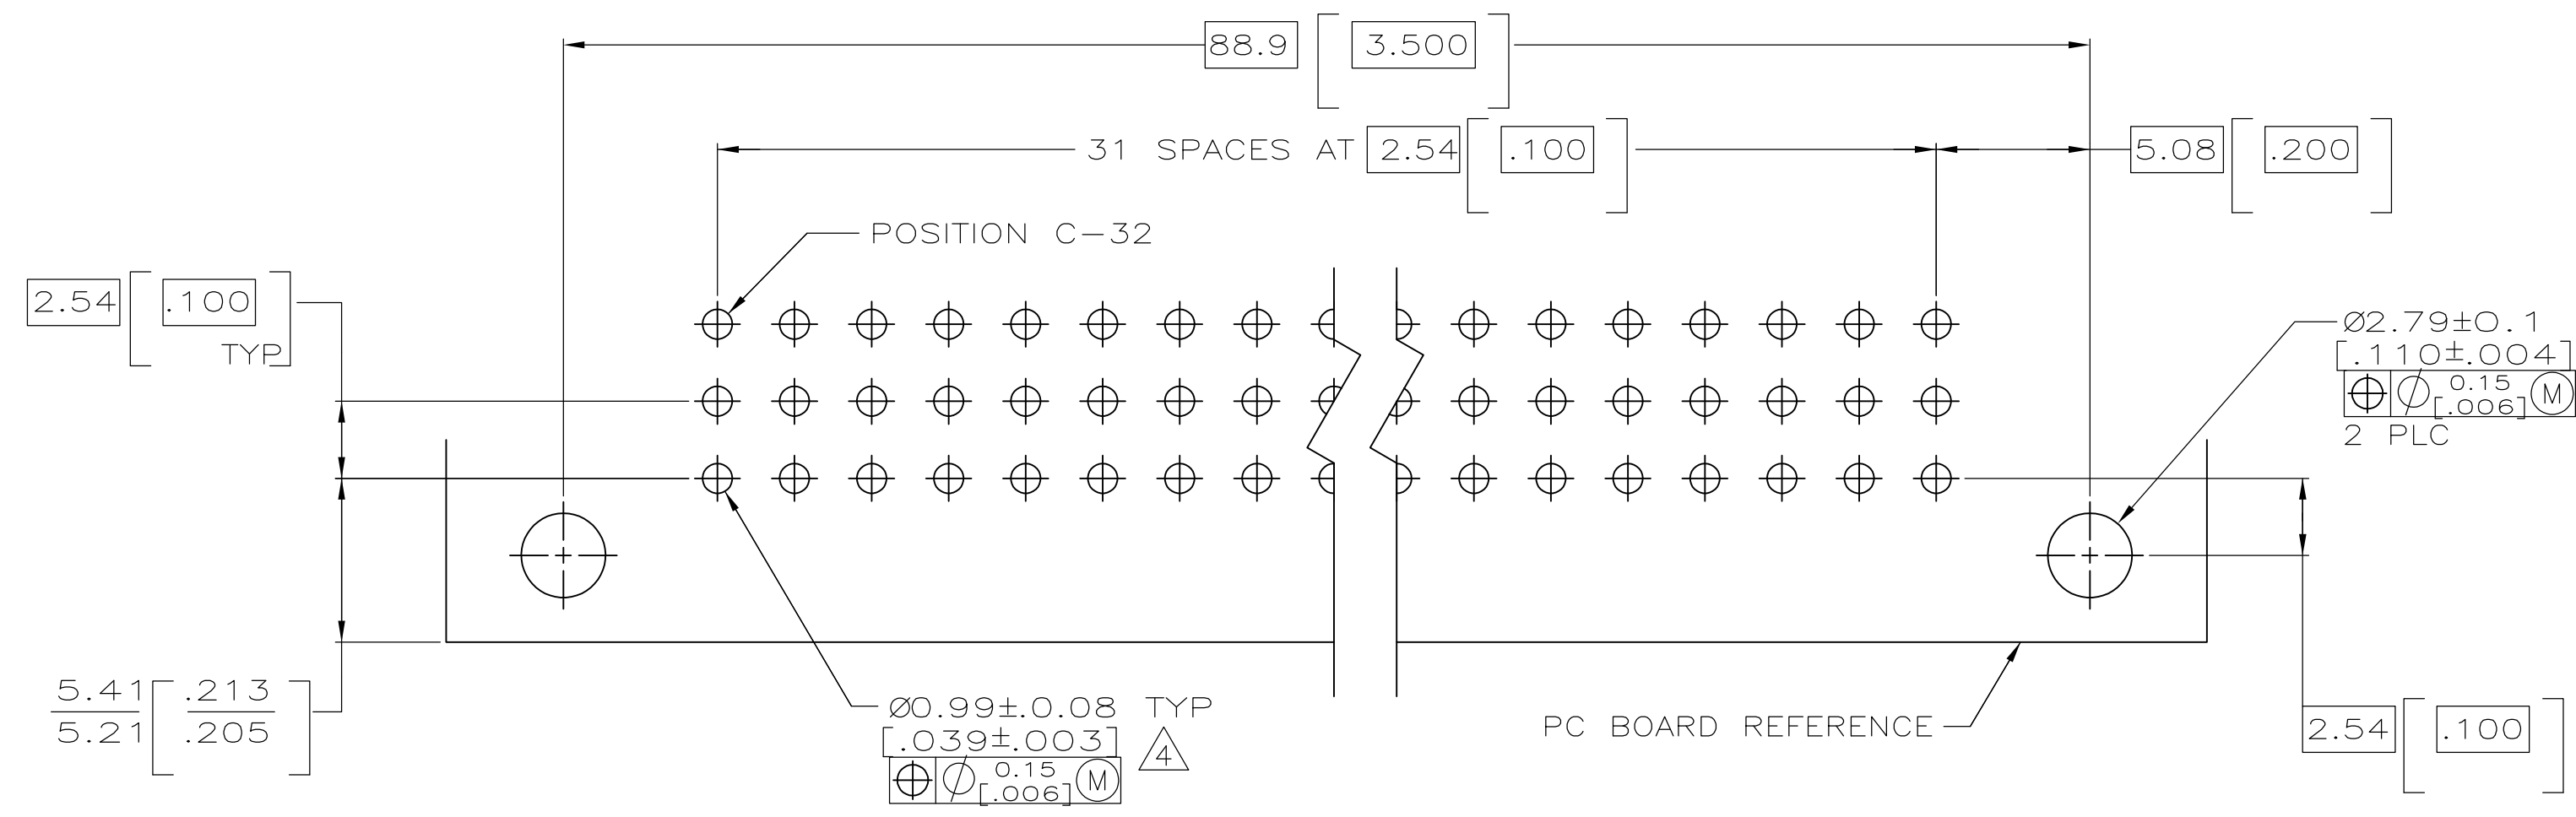 88.9 [3.500]
31 SPACES AT 2.54 [.100]
5.08 [.200]
POSITION C-32
2.54 [.100
TYP]
Ø2.79±0.1
[.110±.004]
⌖ ∅ 0.15 Ⓜ
[.006]
2 PLC
5.41 [.213
5.21 .205]
Ø0.99±0.08 TYP
[.039±.003]
4
⌖ ∅ 0.15 Ⓜ
[.006]
PC BOARD REFERENCE
2.54 [.100]